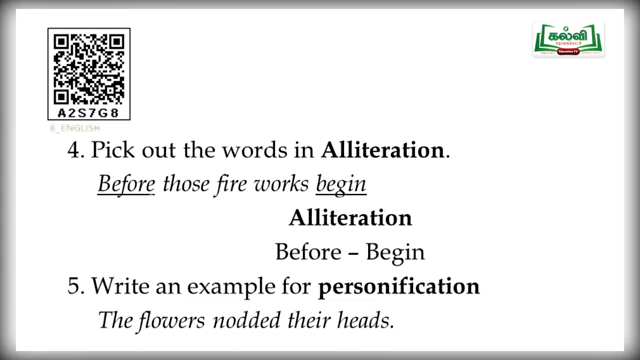 கல்வி
A2S7G8
8_ENGLISH
4. Pick out the words in Alliteration.
Before those fire works begin
Alliteration
Before – Begin
5. Write an example for personification
The flowers nodded their heads.